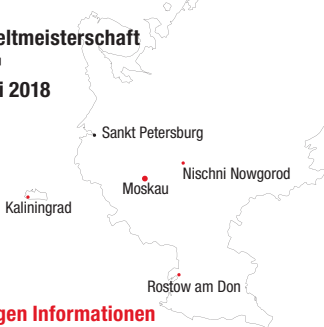 eltmeisterschaft
i 2018
Sankt Petersburg
Nischni Nowgorod
Moskau
Kaliningrad
Rostow am Don
gen Informationen